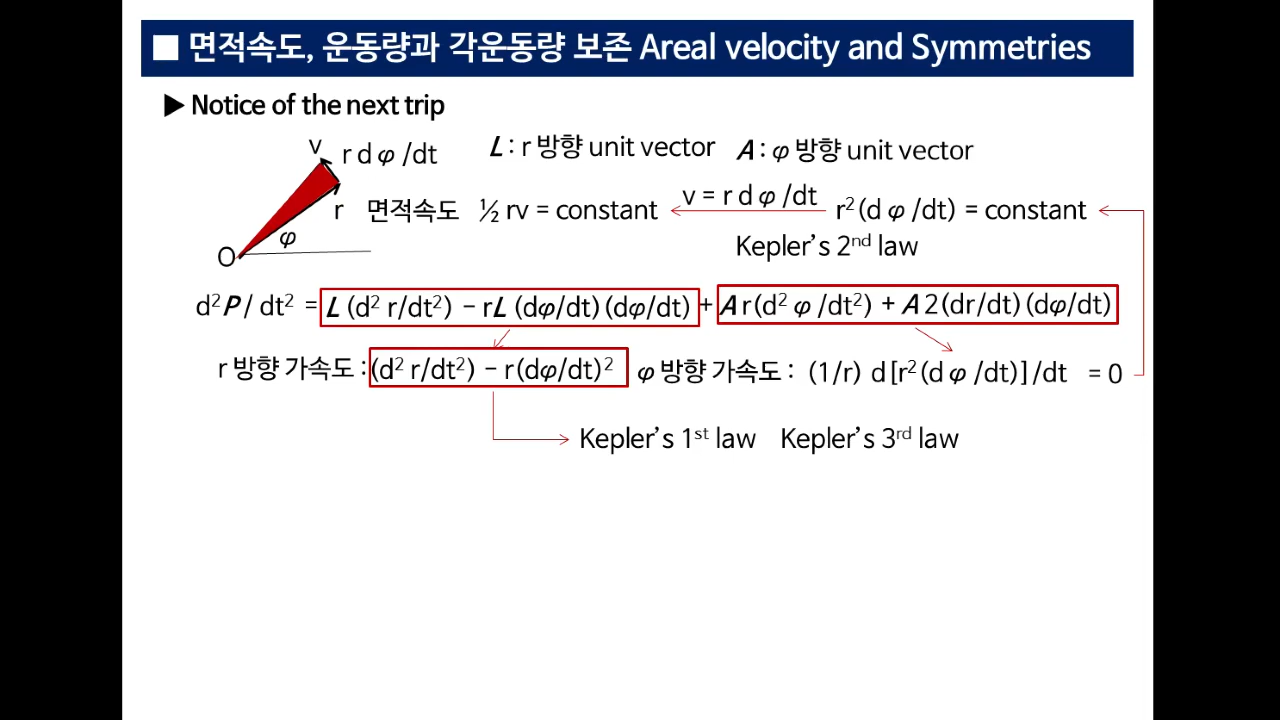 ■ 면적속도, 운동량과 각운동량 보존 Areal velocity and Symmetries
▶ Notice of the next trip
v r d φ /dt L : r 방향 unit vector A : φ 방향 unit vector
r 면적속도 ½ rv = constant v = r d φ /dt r²(d φ /dt) = constant
φ
O Kepler's 2nd law
d²P / dt² = L (d² r/dt²) − rL (dφ/dt) (dφ/dt) + A r(d² φ /dt²) + A 2(dr/dt) (dφ/dt)
r 방향 가속도 : (d² r/dt²) − r(dφ/dt)² φ 방향 가속도 : (1/r) d [r²(d φ /dt)] /dt = 0
Kepler's 1st law Kepler's 3rd law